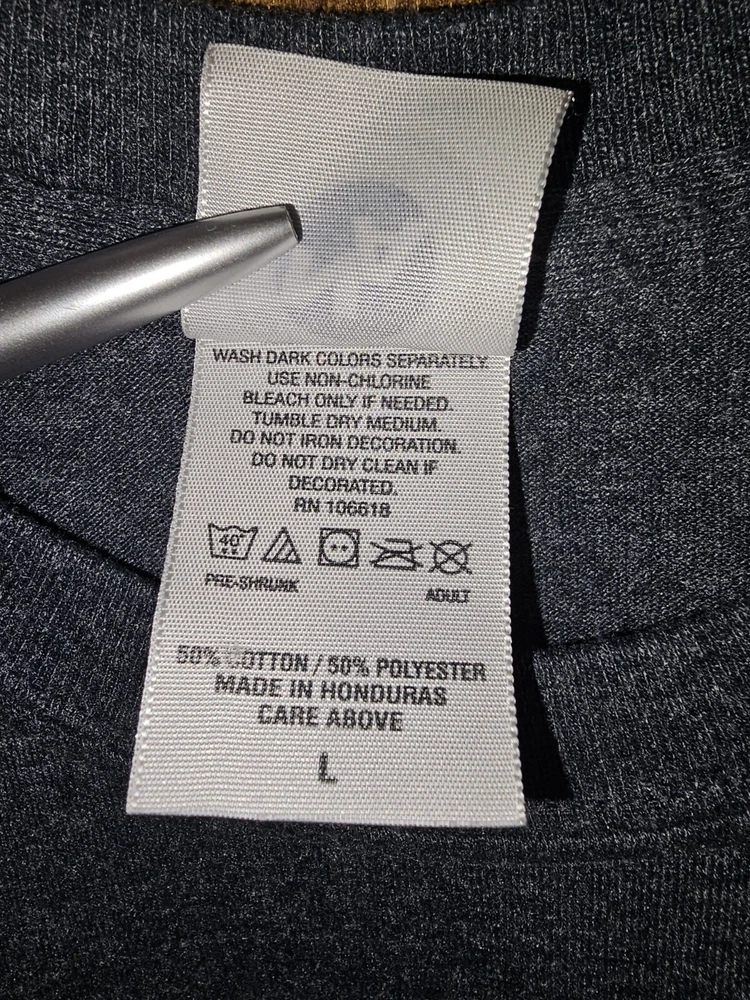 WASH DARK COLORS SEPARATELY.
USE NON-CHLORINE
BLEACH ONLY IF NEEDED.
TUMBLE DRY MEDIUM.
DO NOT IRON DECORATION.
DO NOT DRY CLEAN IF
DECORATED.
RN 106618
40
PRE-SHRUNK ADULT
50% COTTON / 50% POLYESTER
MADE IN HONDURAS
CARE ABOVE
L